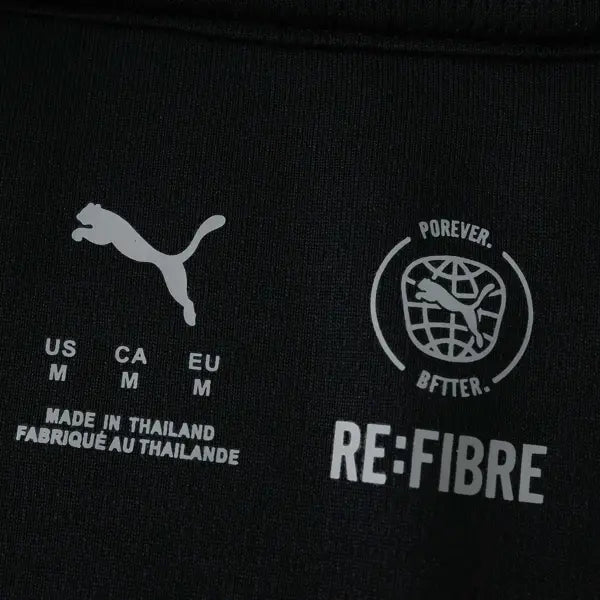 US CA EU
M M M
MADE IN THAILAND
FABRIQUÉ AU THAILANDE
POREVER.
BFTTER.
RE:FIBRE